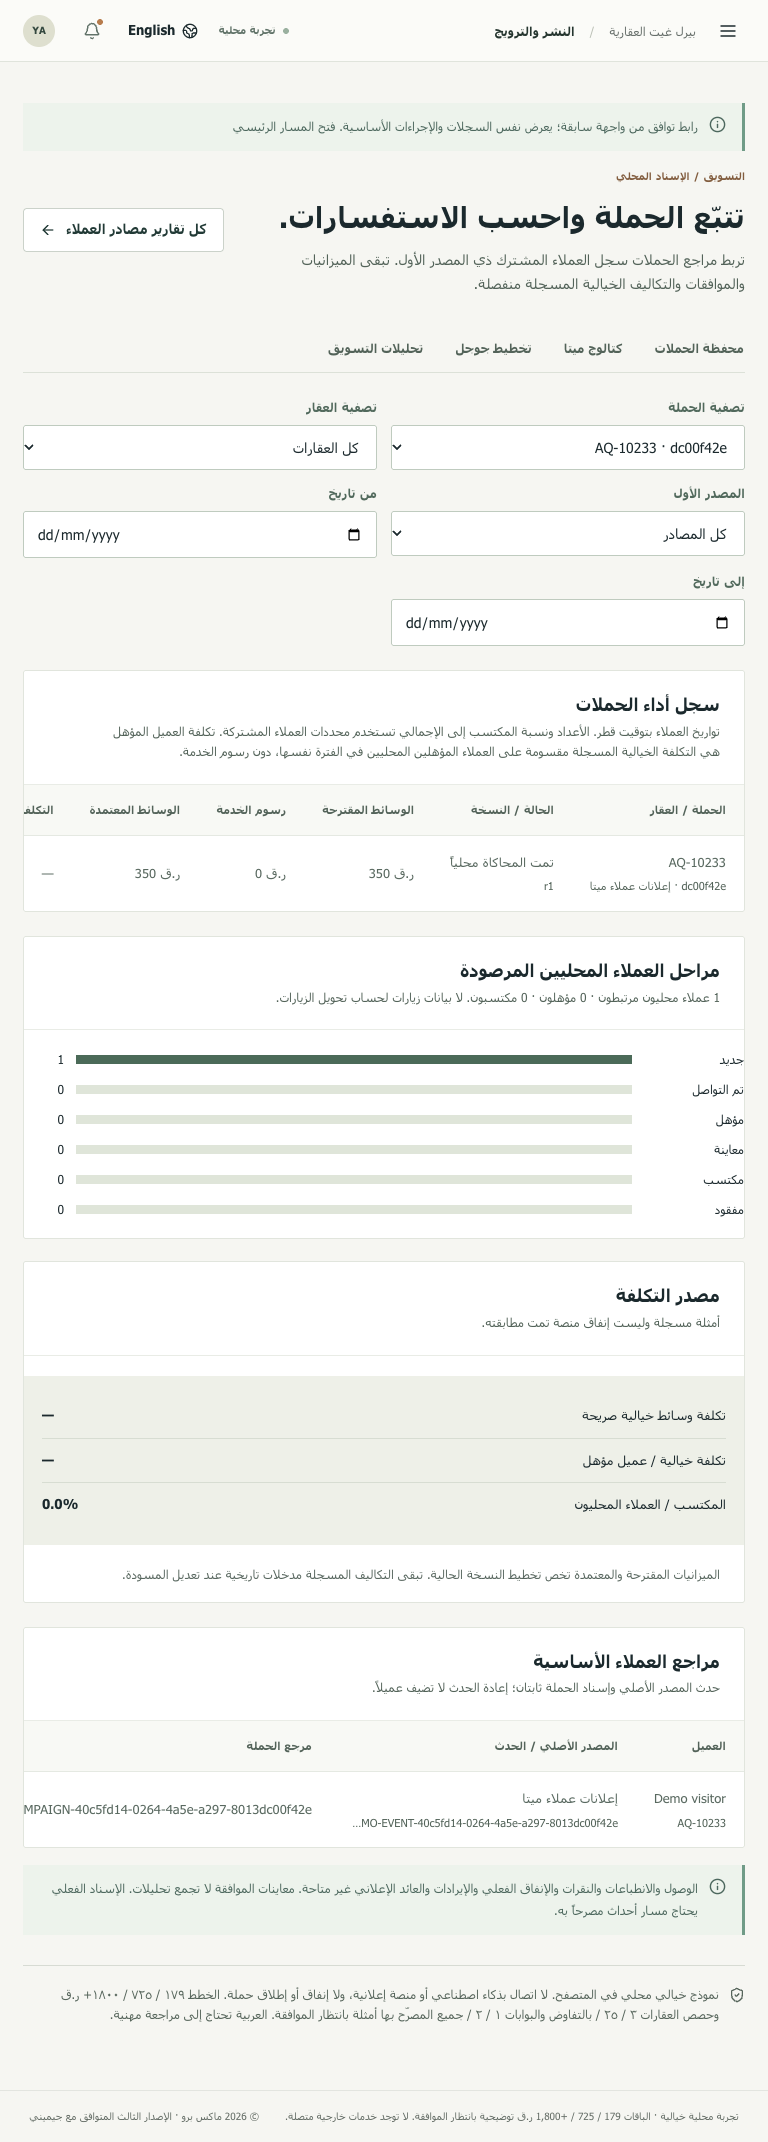 بيرل غيت العقارية / النشر والترويج
تجربة محلية
English
YA
رابط توافق من واجهة سابقة؛ يعرض نفس السجلات والإجراءات الأساسية. فتح المسار الرئيسي
التسويق / الإسناد المحلي
تتبّع الحملة واحسب الاستفسارات.
تربط مراجع الحملات سجل العملاء المشترك ذي المصدر الأول. تبقى الميزانيات
والموافقات والتكاليف الخيالية المسجلة منفصلة.
كل تقارير مصادر العملاء
محفظة الحملات
كتالوج ميتا
تخطيط جوجل
تحليلات التسويق
تصفية الحملة
AQ-10233 · dc00f42e
تصفية العقار
كل العقارات
المصدر الأول
كل المصادر
من تاريخ
dd/mm/yyyy
إلى تاريخ
dd/mm/yyyy
سجل أداء الحملات
تواريخ العملاء بتوقيت قطر. الأعداد ونسبة المكتسب إلى الإجمالي تستخدم محددات العملاء المشتركة. تكلفة العميل المؤهل
هي التكلفة الخيالية المسجلة مقسومة على العملاء المؤهلين المحليين في الفترة نفسها، دون رسوم الخدمة.
الحملة / العقار
الحالة / النسخة
الوسائط المقترحة
رسوم الخدمة
الوسائط المعتمدة
AQ-10233
dc00f42e · إعلانات عملاء ميتا
تمت المحاكاة محلياً
r1
ر.ق 350
ر.ق 0
ر.ق 350
—
مراحل العملاء المحليين المرصودة
1 عملاء محليون مرتبطون · 0 مؤهلون · 0 مكتسبون. لا بيانات زيارات لحساب تحويل الزيارات.
جديد 1
تم التواصل 0
مؤهل 0
معاينة 0
مكتسب 0
مفقود 0
مصدر التكلفة
أمثلة مسجلة وليست إنفاق منصة تمت مطابقته.
تكلفة وسائط خيالية صريحة —
تكلفة خيالية / عميل مؤهل —
المكتسب / العملاء المحليون 0.0%
الميزانيات المقترحة والمعتمدة تخص تخطيط النسخة الحالية. تبقى التكاليف المسجلة مدخلات تاريخية عند تعديل المسودة.
مراجع العملاء الأساسية
حدث المصدر الأصلي وإسناد الحملة ثابتان؛ إعادة الحدث لا تضيف عميلاً.
العميل
المصدر الأصلي / الحدث
مرجع الحملة
Demo visitor
AQ-10233
إعلانات عملاء ميتا
MO-EVENT-40c5fd14-0264-4a5e-a297-8013dc00f42e...
MPAIGN-40c5fd14-0264-4a5e-a297-8013dc00f42e
الوصول والانطباعات والنقرات والإنفاق الفعلي والإيرادات والعائد الإعلاني غير متاحة. معاينات الموافقة لا تجمع تحليلات. الإسناد الفعلي
يحتاج مسار أحداث مصرحاً به.
نموذج خيالي محلي في المتصفح. لا اتصال بذكاء اصطناعي أو منصة إعلانية، ولا إنفاق أو إطلاق حملة. الخطط ١٧٩ / ٧٢٥ / ١٨٠٠+ ر.ق
وحصص العقارات ٣ / ٢٥ / بالتفاوض والبوابات ١ / ٢ / جميع المصرّح بها أمثلة بانتظار الموافقة. العربية تحتاج إلى مراجعة مهنية.
تجربة محلية خيالية · الباقات 179 / 725 / +1,800 ر.ق توضيحية بانتظار الموافقة. لا توجد خدمات خارجية متصلة.
© 2026 ماكس برو · الإصدار الثالث المتوافق مع جيميني